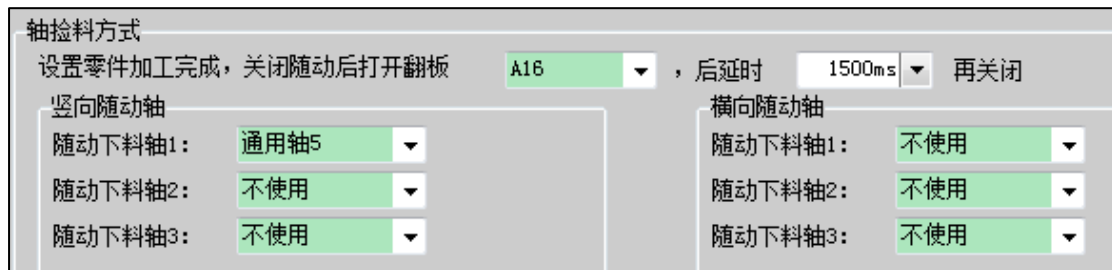 轴捡料方式
设置零件加工完成，关闭随动后打开翻板 A16 ，后延时 1500ms 再关闭
竖向随动轴 横向随动轴
随动下料轴1: 通用轴5 随动下料轴1: 不使用
随动下料轴2: 不使用 随动下料轴2: 不使用
随动下料轴3: 不使用 随动下料轴3: 不使用